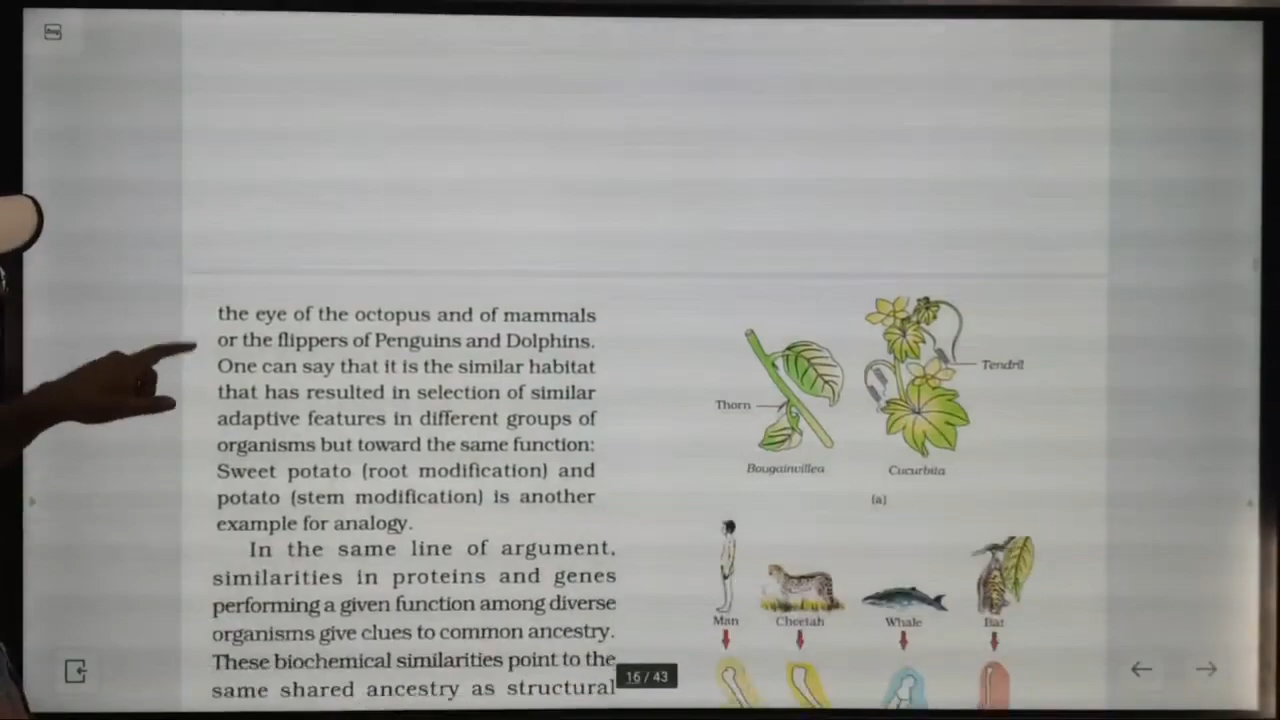 the eye of the octopus and of mammals
or the flippers of Penguins and Dolphins.
One can say that it is the similar habitat
that has resulted in selection of similar
adaptive features in different groups of
organisms but toward the same function:
Sweet potato (root modification) and
potato (stem modification) is another
example for analogy.
In the same line of argument,
similarities in proteins and genes
performing a given function among diverse
organisms give clues to common ancestry.
These biochemical similarities point to the
same shared ancestry as structural
Tendril
Thorn
Bougainvillea
Cucurbita
(a)
Man
Cheetah
Whale
Bat
16 / 43